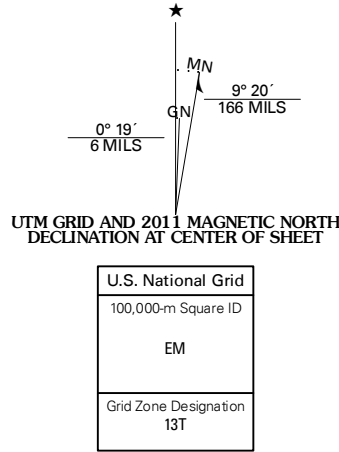 ★
MN
GN
9° 20´
166 MILS
0° 19´
6 MILS
UTM GRID AND 2011 MAGNETIC NORTH
DECLINATION AT CENTER OF SHEET
U.S. National Grid
100,000-m Square ID
EM
Grid Zone Designation
13T